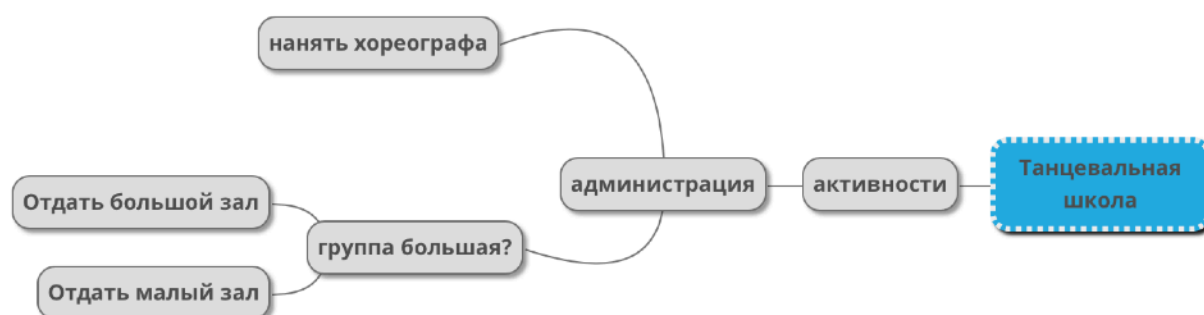 нанять хореографа
администрация
активности
Танцевальная
школа
Отдать большой зал
группа большая?
Отдать малый зал